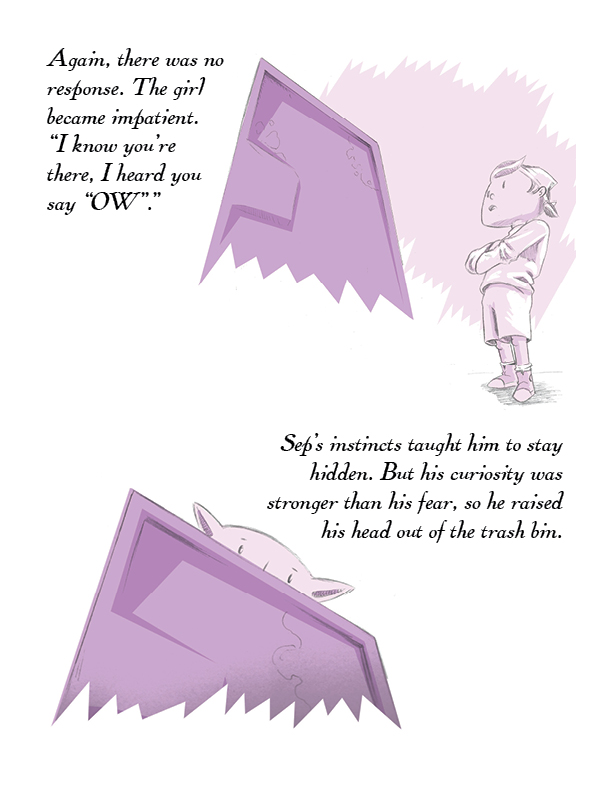 Again, there was no
response. The girl
became impatient.
“I know you’re
there, I heard you
say “OW”.”
Sep’s instincts taught him to stay
hidden. But his curiosity was
stronger than his fear, so he raised
his head out of the trash bin.